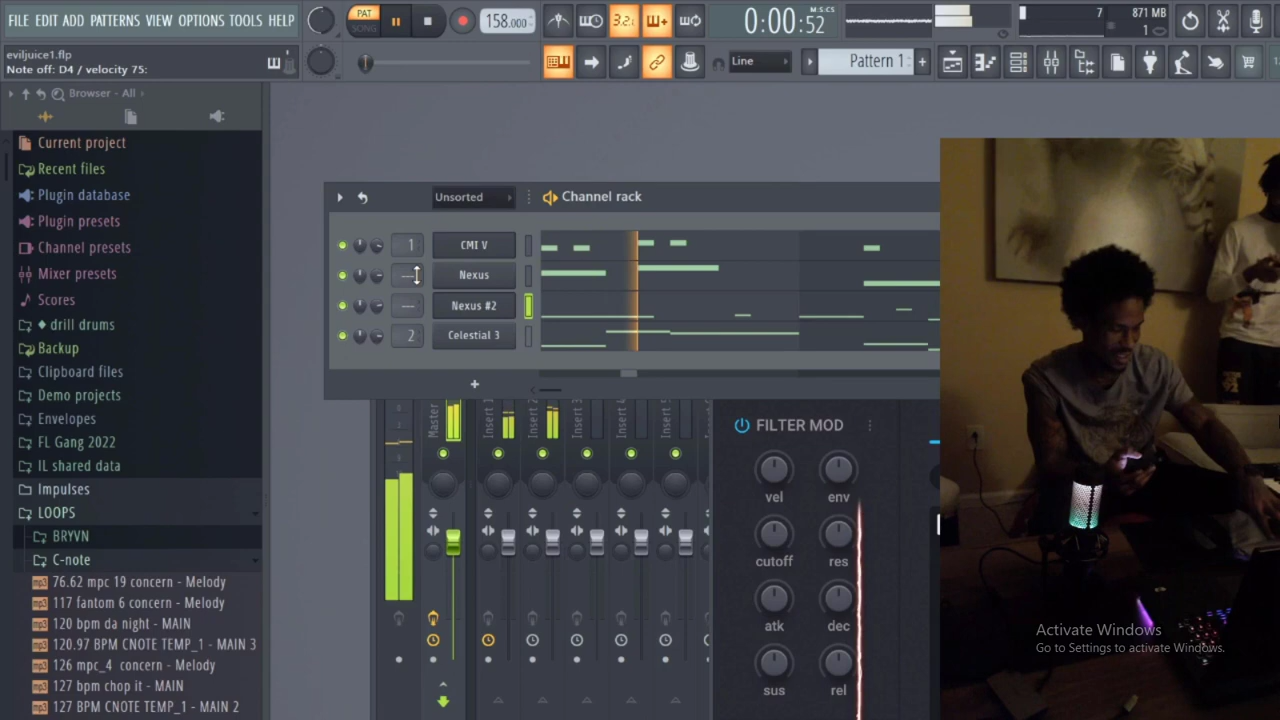 FILE EDIT ADD PATTERNS VIEW OPTIONS TOOLS HELP
PAT
SONG
158.000
3.2.
0:00:52
M:S:CS
7
871 MB
1
eviljuice1.flp
Note off: D4 / velocity 75:
Line
Pattern 1
Browser - All
Current project
Recent files
Plugin database
Plugin presets
Channel presets
Mixer presets
Scores
drill drums
Backup
Clipboard files
Demo projects
Envelopes
FL Gang 2022
IL shared data
Impulses
LOOPS
BRYVN
C-note
76.62 mpc 19 concern - Melody
117 fantom 6 concern - Melody
120 bpm da night - MAIN
120.97 BPM CNOTE TEMP_1 - MAIN 3
126 mpc_4 concern - Melody
127 bpm chop it - MAIN
127 BPM CNOTE TEMP_1 - MAIN 2
Unsorted
Channel rack
1
CMI V
---
Nexus
---
Nexus #2
2
Celestial 3
+
Master
Insert 1
Insert 2
Insert 3
Insert 4
Insert 5
FILTER MOD
vel
env
cutoff
res
atk
dec
sus
rel
Activate Windows
Go to Settings to activate Windows.